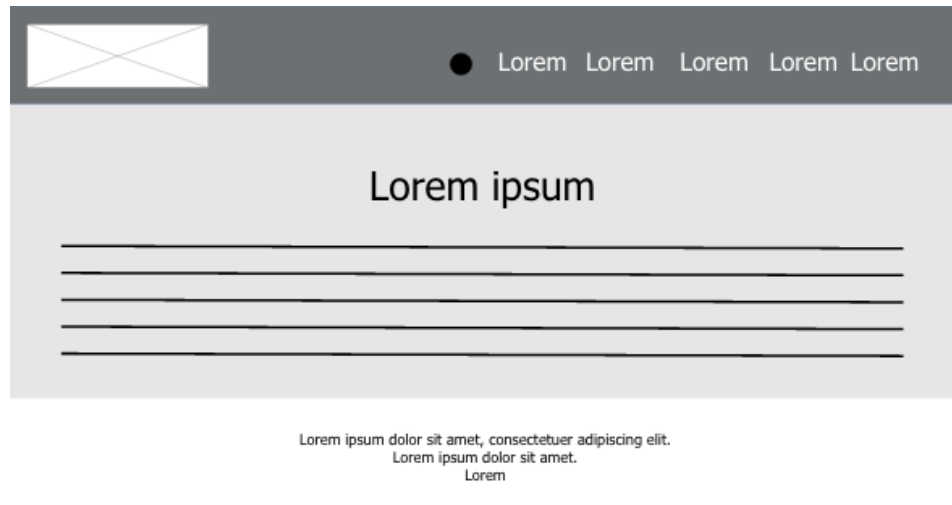 Lorem Lorem Lorem Lorem Lorem
Lorem ipsum
Lorem ipsum dolor sit amet, consectetuer adipiscing elit.
Lorem ipsum dolor sit amet.
Lorem